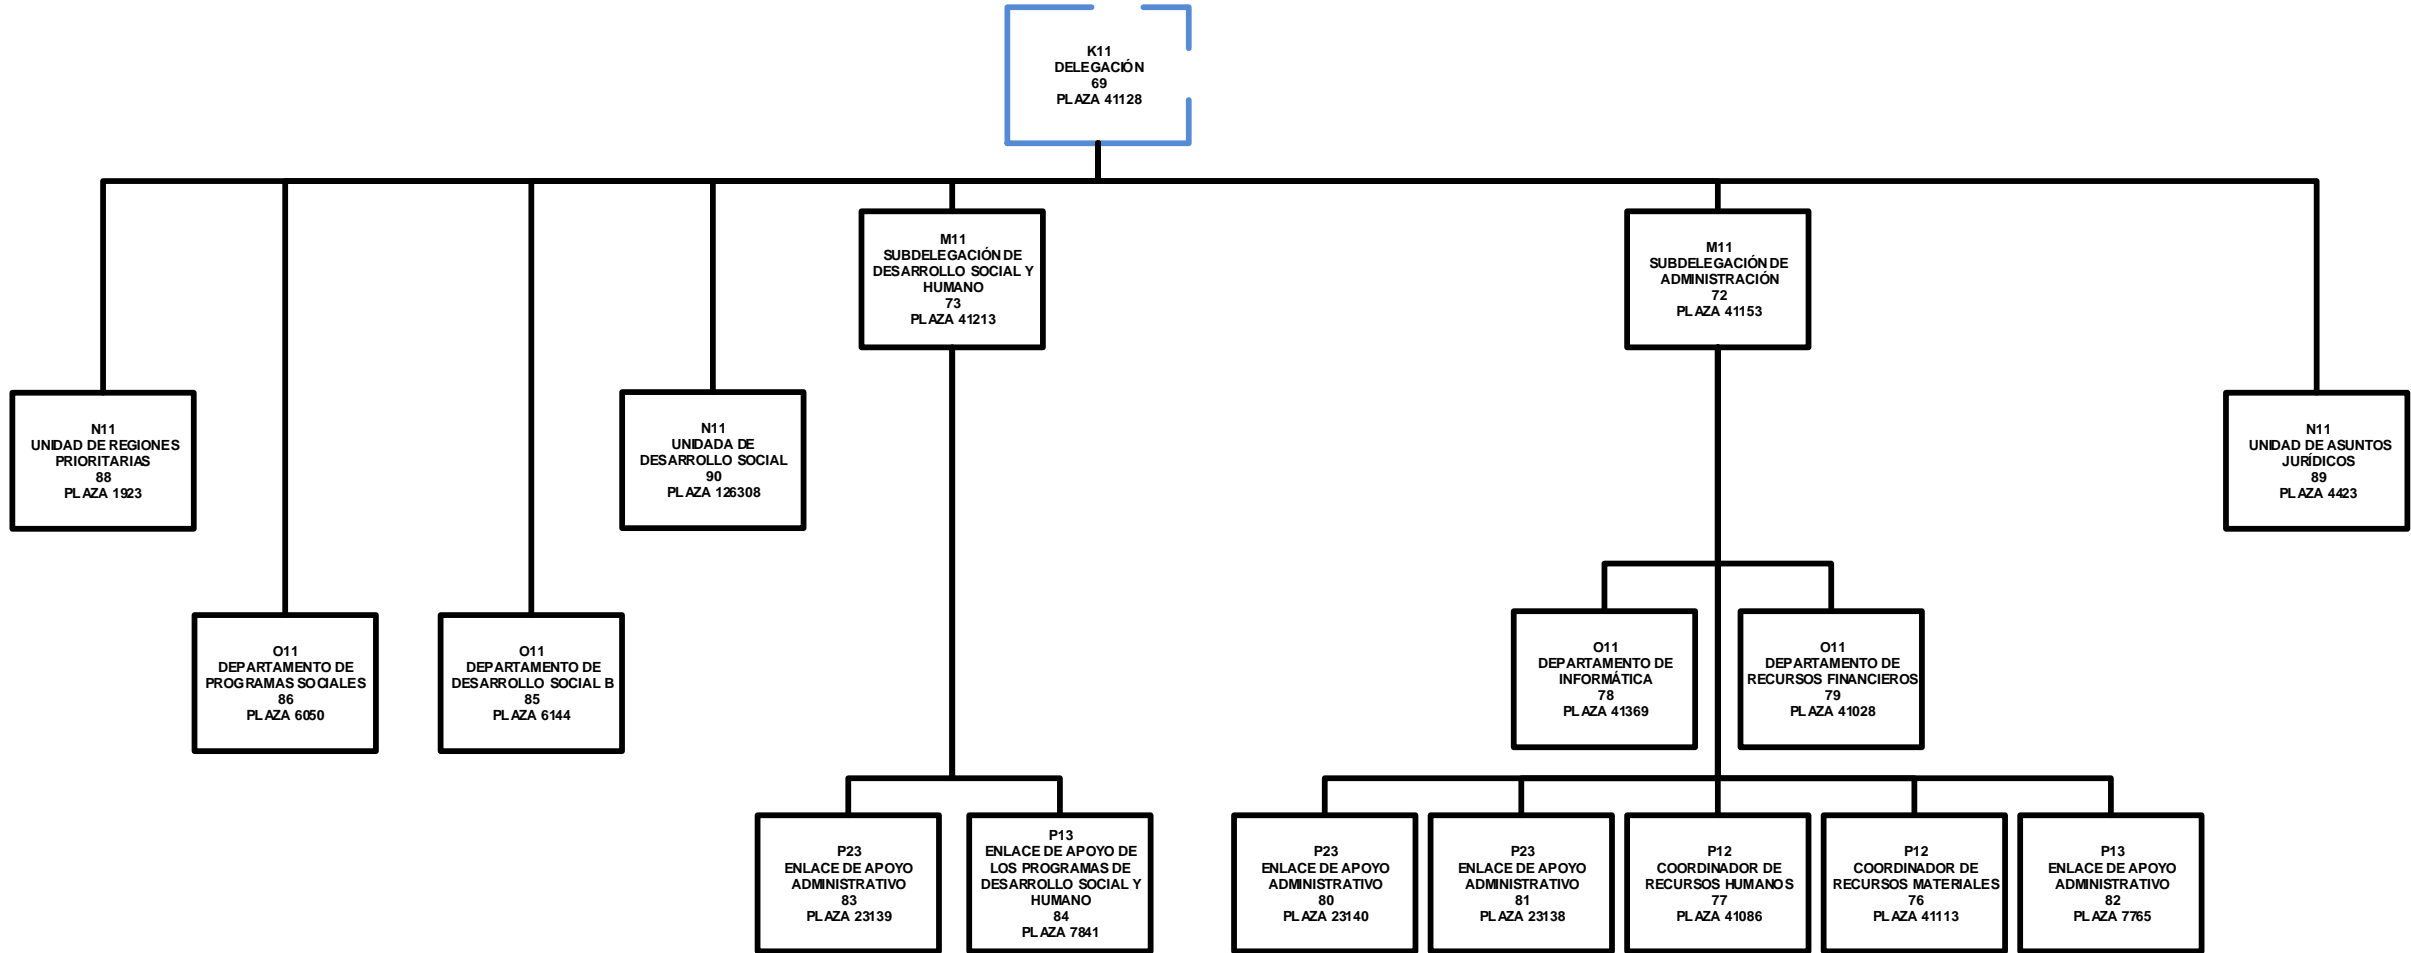 K11
DELEGACIÓN
69
PLAZA 41128
M11
SUBDELEGACIÓN DE
DESARROLLO SOCIAL Y
HUMANO
73
PLAZA 41213
M11
SUBDELEGACIÓN DE
ADMINISTRACIÓN
72
PLAZA 41153
N11
UNIDAD DE REGIONES
PRIORITARIAS
88
PLAZA 1923
N11
UNIDADA DE
DESARROLLO SOCIAL
90
PLAZA 126308
N11
UNIDAD DE ASUNTOS
JURÍDICOS
89
PLAZA 4423
O11
DEPARTAMENTO DE
PROGRAMAS SOCIALES
86
PLAZA 6050
O11
DEPARTAMENTO DE
DESARROLLO SOCIAL B
85
PLAZA 6144
O11
DEPARTAMENTO DE
INFORMÁTICA
78
PLAZA 41369
O11
DEPARTAMENTO DE
RECURSOS FINANCIEROS
79
PLAZA 41028
P23
ENLACE DE APOYO
ADMINISTRATIVO
83
PLAZA 23139
P13
ENLACE DE APOYO DE
LOS PROGRAMAS DE
DESARROLLO SOCIAL Y
HUMANO
84
PLAZA 7841
P23
ENLACE DE APOYO
ADMINISTRATIVO
80
PLAZA 23140
P23
ENLACE DE APOYO
ADMINISTRATIVO
81
PLAZA 23138
P12
COORDINADOR DE
RECURSOS HUMANOS
77
PLAZA 41086
P12
COORDINADOR DE
RECURSOS MATERIALES
76
PLAZA 41113
P13
ENLACE DE APOYO
ADMINISTRATIVO
82
PLAZA 7765